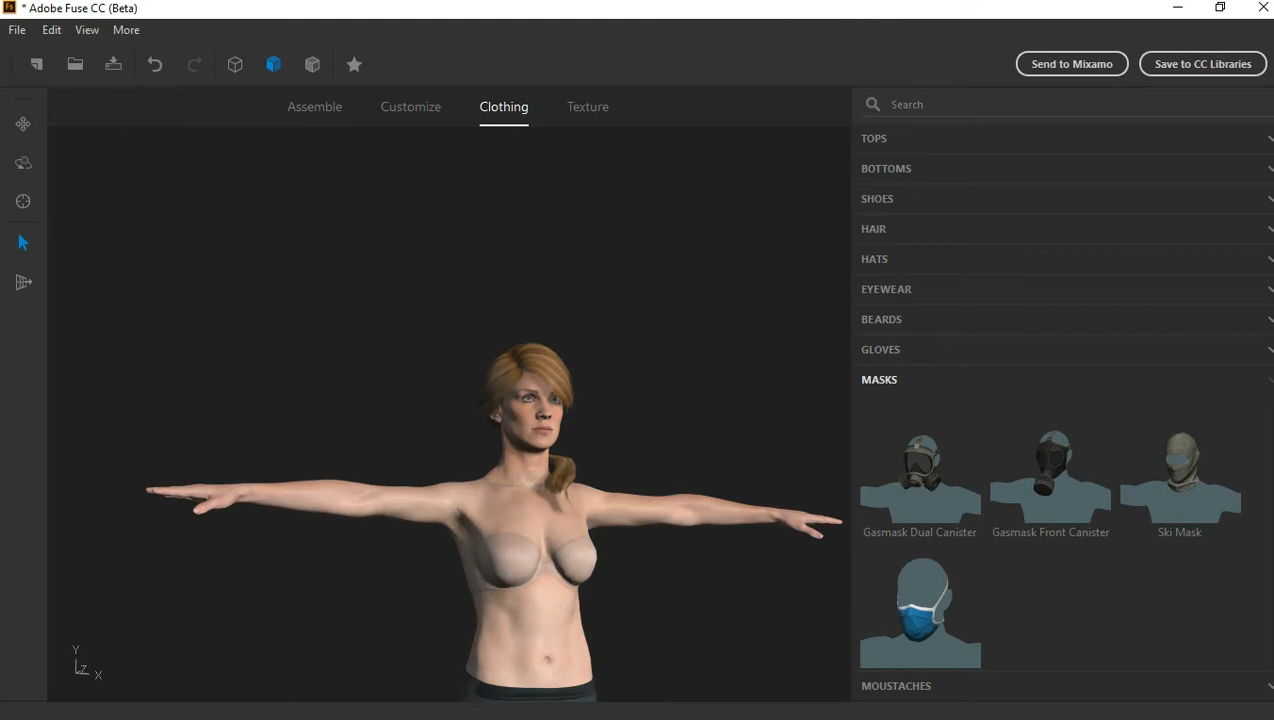 Fs * Adobe Fuse CC (Beta)
File Edit View More
Send to Mixamo Save to CC Libraries
Assemble Customize Clothing Texture
Search
TOPS
BOTTOMS
SHOES
HAIR
HATS
EYEWEAR
BEARDS
GLOVES
MASKS
Gasmask Dual Canister Gasmask Front Canister Ski Mask
MOUSTACHES
Y
Z
X